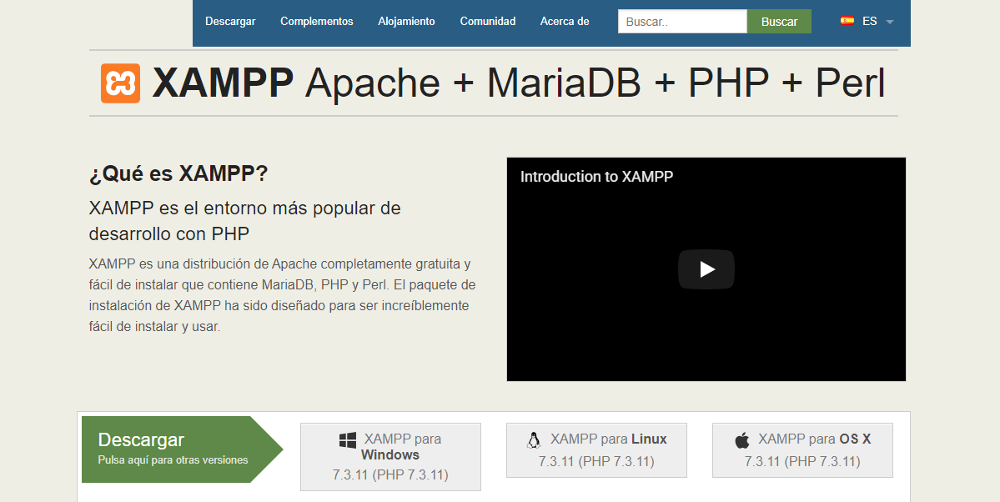 Descargar Complementos Alojamiento Comunidad Acerca de Buscar.. Buscar ES
XAMPP Apache + MariaDB + PHP + Perl
¿Qué es XAMPP?
XAMPP es el entorno más popular de
desarrollo con PHP
XAMPP es una distribución de Apache completamente gratuita y
fácil de instalar que contiene MariaDB, PHP y Perl. El paquete de
instalación de XAMPP ha sido diseñado para ser increíblemente
fácil de instalar y usar.
Introduction to XAMPP
Descargar
Pulsa aquí para otras versiones
XAMPP para
Windows
7.3.11 (PHP 7.3.11)
XAMPP para Linux
7.3.11 (PHP 7.3.11)
XAMPP para OS X
7.3.11 (PHP 7.3.11)